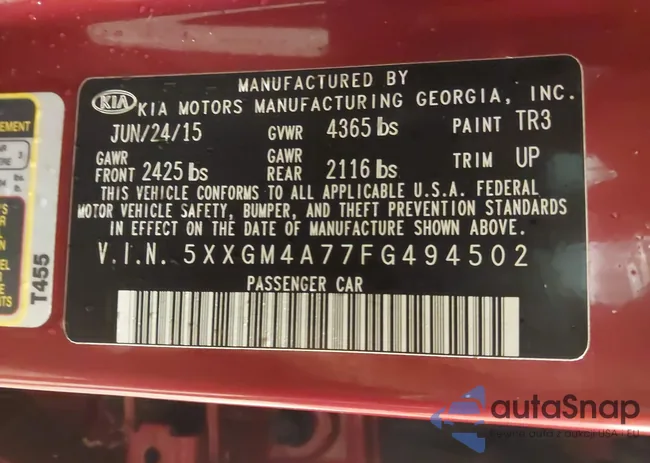 MANUFACTURED BY
KIA KIA MOTORS MANUFACTURING GEORGIA, INC.
JUN/24/15 GVWR 4365 lbs PAINT TR3
GAWR FRONT 2425 lbs GAWR REAR 2116 lbs TRIM UP
THIS VEHICLE CONFORMS TO ALL APPLICABLE U.S.A. FEDERAL
MOTOR VEHICLE SAFETY, BUMPER, AND THEFT PREVENTION STANDARDS
IN EFFECT ON THE DATE OF MANUFACTURE SHOWN ABOVE.
V.I.N. 5XXGM4A77FG494502
PASSENGER CAR
T455
autaSnap